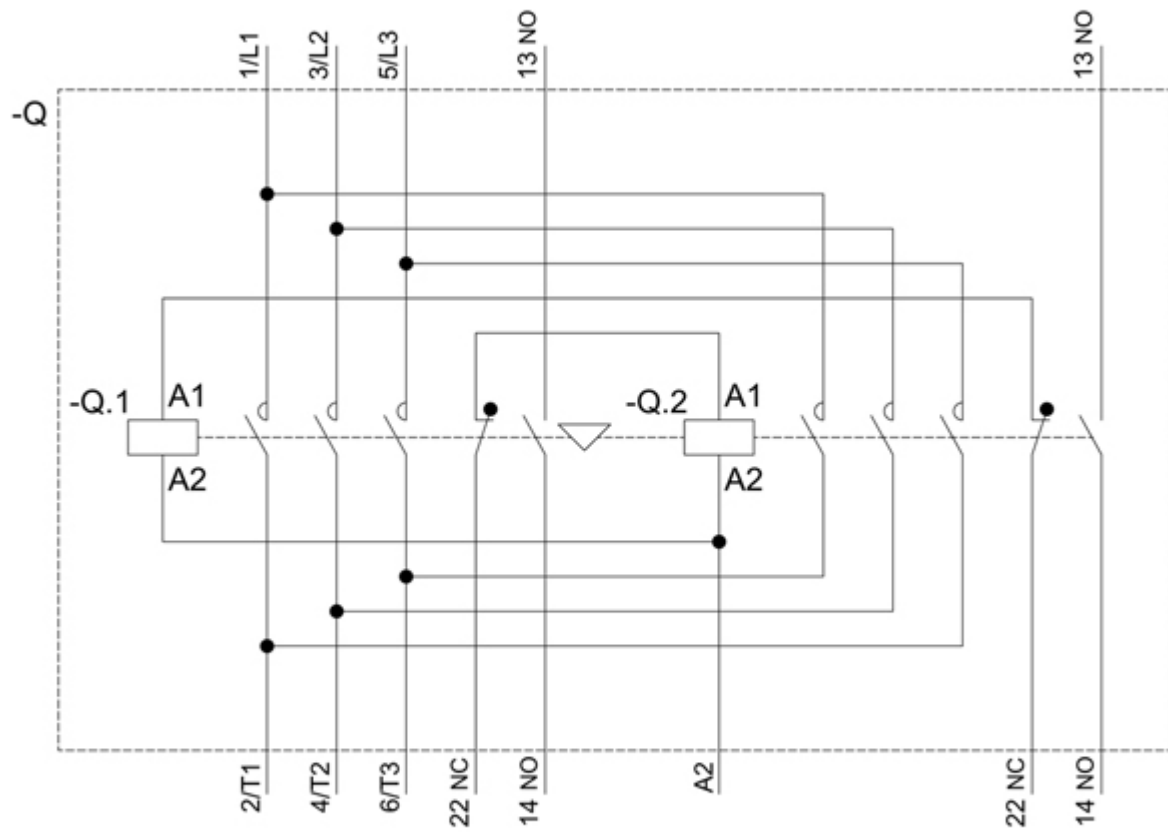 1/L1
3/L2
5/L3
13 NO
13 NO
-Q
-Q.1
A1
A2
-Q.2
A1
A2
2/T1
4/T2
6/T3
22 NC
14 NO
A2
22 NC
14 NO